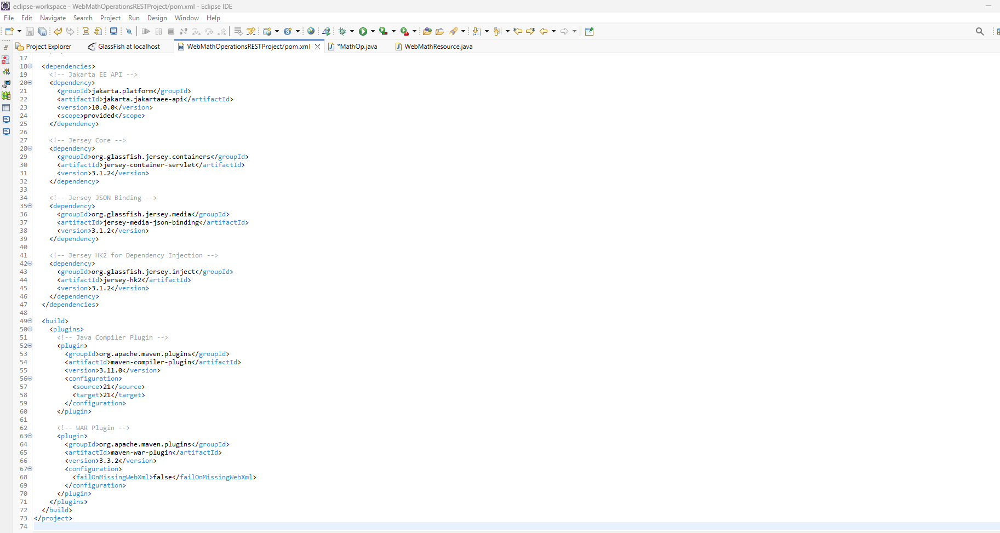 eclipse-workspace - WebMathOperationsRESTProject/pom.xml - Eclipse IDE
File Edit Navigate Search Project Run Design Window Help
Project Explorer GlassFish at localhost WebMathOperationsRESTProject/pom.xml *MathOp.java WebMathResource.java
17
18 <dependencies>
19 <!-- Jakarta EE API -->
20 <dependency>
21 <groupId>jakarta.platform</groupId>
22 <artifactId>jakarta.jakartaee-api</artifactId>
23 <version>10.0.0</version>
24 <scope>provided</scope>
25 </dependency>
26
27 <!-- Jersey Core -->
28 <dependency>
29 <groupId>org.glassfish.jersey.containers</groupId>
30 <artifactId>jersey-container-servlet</artifactId>
31 <version>3.1.2</version>
32 </dependency>
33
34 <!-- Jersey JSON Binding -->
35 <dependency>
36 <groupId>org.glassfish.jersey.media</groupId>
37 <artifactId>jersey-media-json-binding</artifactId>
38 <version>3.1.2</version>
39 </dependency>
40
41 <!-- Jersey HK2 for Dependency Injection -->
42 <dependency>
43 <groupId>org.glassfish.jersey.inject</groupId>
44 <artifactId>jersey-hk2</artifactId>
45 <version>3.1.2</version>
46 </dependency>
47 </dependencies>
48
49 <build>
50 <plugins>
51 <!-- Java Compiler Plugin -->
52 <plugin>
53 <groupId>org.apache.maven.plugins</groupId>
54 <artifactId>maven-compiler-plugin</artifactId>
55 <version>3.11.0</version>
56 <configuration>
57 <source>21</source>
58 <target>21</target>
59 </configuration>
60 </plugin>
61
62 <!-- WAR Plugin -->
63 <plugin>
64 <groupId>org.apache.maven.plugins</groupId>
65 <artifactId>maven-war-plugin</artifactId>
66 <version>3.3.2</version>
67 <configuration>
68 <failOnMissingWebXml>false</failOnMissingWebXml>
69 </configuration>
70 </plugin>
71 </plugins>
72 </build>
73 </project>
74